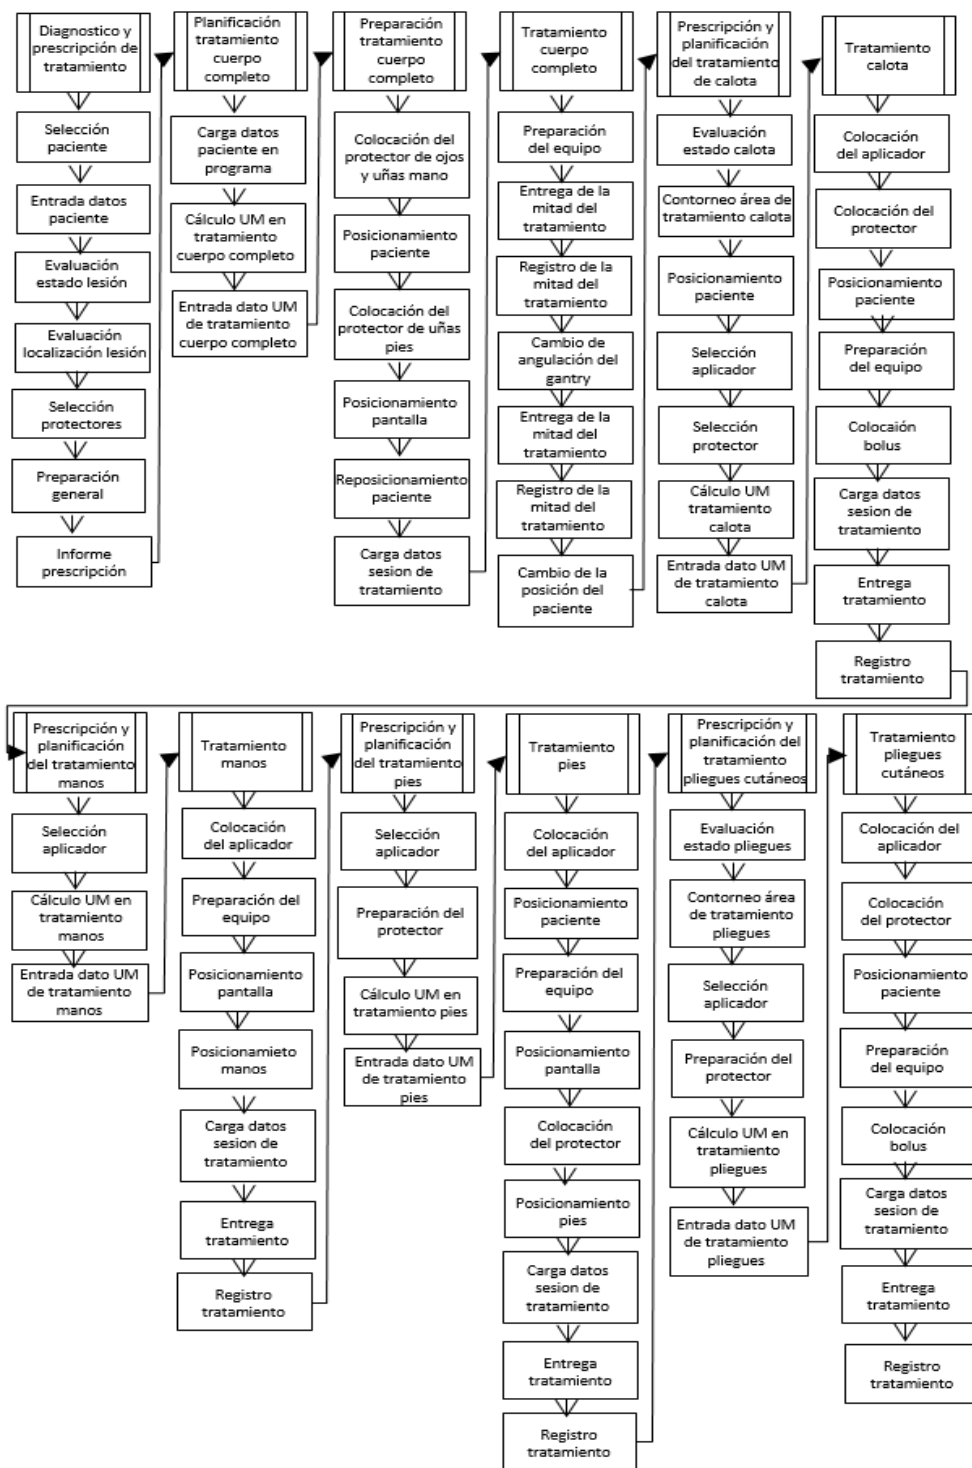 Diagnostico y
prescripción de
tratamiento
Selección
paciente
Entrada datos
paciente
Evaluación
estado lesión
Evaluación
localización lesión
Selección
protectores
Preparación
general
Informe
prescripción
Planificación
tratamiento
cuerpo
completo
Carga datos
paciente en
programa
Cálculo UM en
tratamiento
cuerpo completo
Entrada dato UM
de tratamiento
cuerpo completo
Preparación
tratamiento
cuerpo
completo
Colocación del
protector de ojos
y uñas mano
Posicionamiento
paciente
Colocación del
protector de uñas
pies
Posicionamiento
pantalla
Reposicionamiento
paciente
Carga datos
sesion de
tratamiento
Tratamiento
cuerpo
completo
Preparación
del equipo
Entrega de la
mitad del
tratamiento
Registro de la
mitad del
tratamiento
Cambio de
angulación del
gantry
Entrega de la
mitad del
tratamiento
Registro de la
mitad del
tratamiento
Cambio de la
posición del
paciente
Prescripción y
planificación
del tratamiento
de calota
Evaluación
estado calota
Contorneo área de
tratamiento calota
Posicionamiento
paciente
Selección
aplicador
Selección
protector
Cálculo UM
tratamiento
calota
Entrada dato UM
de tratamiento
calota
Tratamiento
calota
Colocación
del aplicador
Colocación del
protector
Posicionamiento
paciente
Preparación
del equipo
Colocaión
bolus
Carga datos
sesion de
tratamiento
Entrega
tratamiento
Registro
tratamiento
Prescripción y
planificación
del tratamiento
manos
Selección
aplicador
Cálculo UM en
tratamiento
manos
Entrada dato UM
de tratamiento
manos
Tratamiento
manos
Colocación
del aplicador
Preparación del
equipo
Posicionamiento
pantalla
Posicionamieto
manos
Carga datos
sesion de
tratamiento
Entrega
tratamiento
Registro
tratamiento
Prescripción y
planificación
del tratamiento
pies
Selección
aplicador
Preparación del
protector
Cálculo UM en
tratamiento pies
Entrada dato UM
de tratamiento
pies
Tratamiento
pies
Colocación
del aplicador
Posicionamiento
paciente
Preparación del
equipo
Posicionamiento
pantalla
Colocación
del protector
Posicionamiento
pies
Carga datos
sesion de
tratamiento
Entrega
tratamiento
Registro
tratamiento
Prescripción y
planificación del
tratamiento
pliegues cutáneos
Evaluación
estado pliegues
Contorneo área
de tratamiento
pliegues
Selección
aplicador
Preparación del
protector
Cálculo UM en
tratamiento
pliegues
Entrada dato UM
de tratamiento
pliegues
Tratamiento
pliegues
cutáneos
Colocación del
aplicador
Colocación
del protector
Posicionamiento
paciente
Preparación
del equipo
Colocación
bolus
Carga datos
sesion de
tratamiento
Entrega
tratamiento
Registro
tratamiento